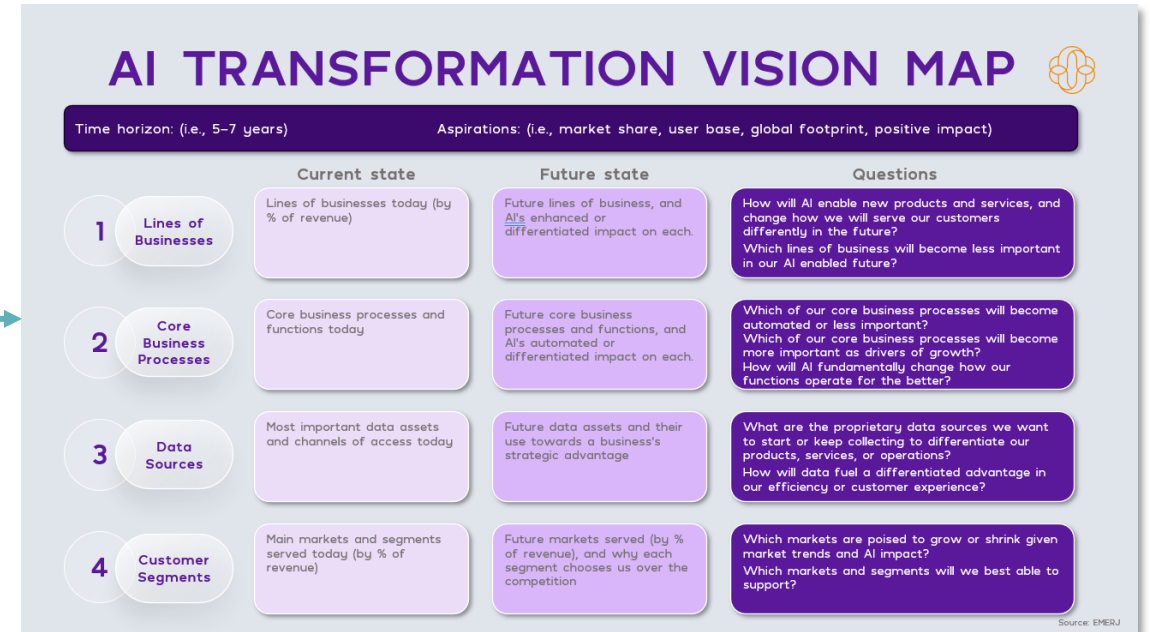 AI TRANSFORMATION VISION MAP
Time horizon: (i.e., 5–7 years)
Aspirations: (i.e., market share, user base, global footprint, positive impact)
Current state
Future state
Questions
1
Lines of
Businesses
Lines of businesses today (by
% of revenue)
Future lines of business, and
AI's enhanced or
differentiated impact on each.
How will AI enable new products and services, and
change how we will serve our customers
differently in the future?
Which lines of business will become less important
in our AI enabled future?
2
Core
Business
Processes
Core business processes and
functions today
Future core business
processes and functions, and
AI's automated or
differentiated impact on each.
Which of our core business processes will become
automated or less important?
Which of our core business processes will become
more important as drivers of growth?
How will AI fundamentally change how our
functions operate for the better?
3
Data
Sources
Most important data assets
and channels of access today
Future data assets and their
use towards a business's
strategic advantage
What are the proprietary data sources we want
to start or keep collecting to differentiate our
products, services, or operations?
How will data fuel a differentiated advantage in
our efficiency or customer experience?
4
Customer
Segments
Main markets and segments
served today (by % of
revenue)
Future markets served (by %
of revenue), and why each
segment chooses us over the
competition
Which markets are poised to grow or shrink given
market trends and AI impact?
Which markets and segments will we best able to
support?
Source: EMERJ